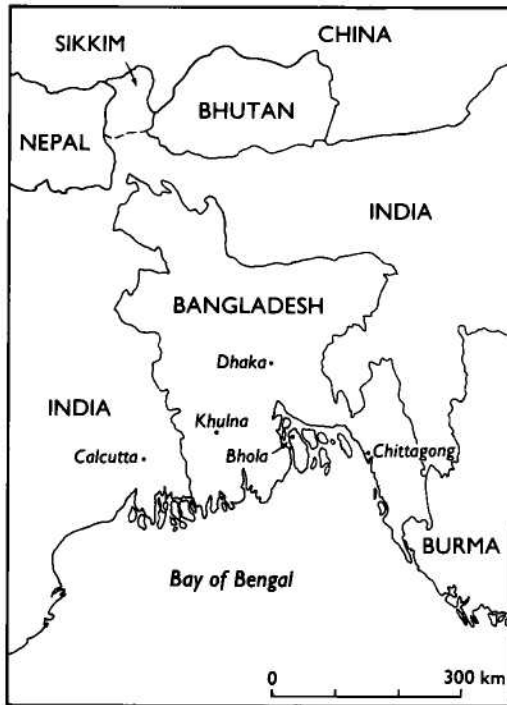 CHINA
SIKKIM
BHUTAN
NEPAL
INDIA
BANGLADESH
Dhaka
INDIA
Khulna
Bhola
Chittagong
Calcutta
BURMA
Bay of Bengal
0 300 km